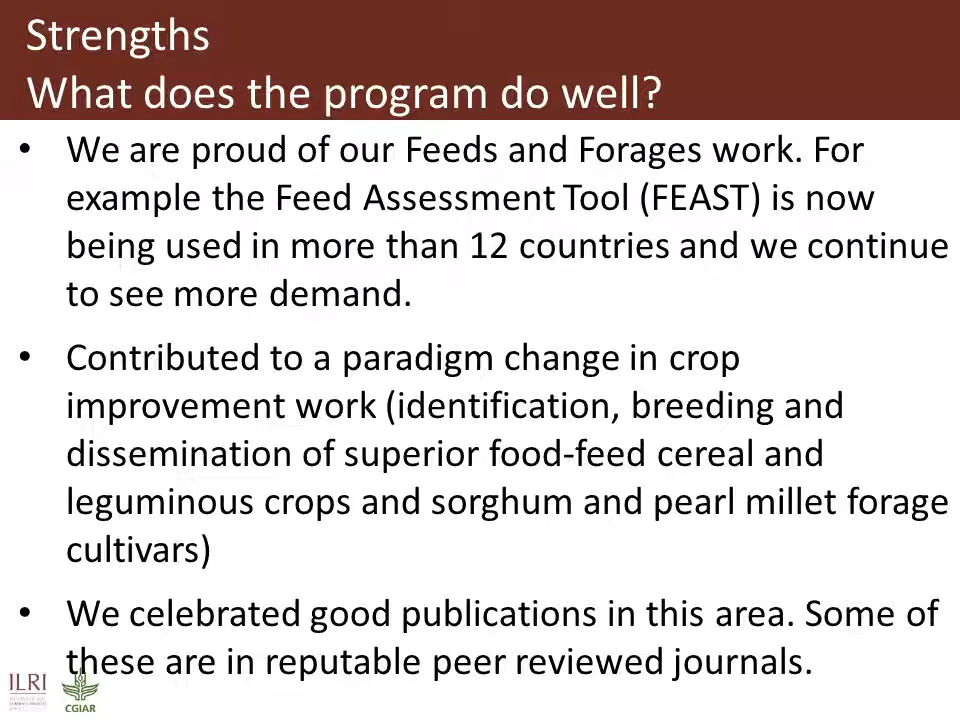 Strengths
What does the program do well?
• We are proud of our Feeds and Forages work. For
example the Feed Assessment Tool (FEAST) is now
being used in more than 12 countries and we continue
to see more demand.
• Contributed to a paradigm change in crop
improvement work (identification, breeding and
dissemination of superior food-feed cereal and
leguminous crops and sorghum and pearl millet forage
cultivars)
• We celebrated good publications in this area. Some of
these are in reputable peer reviewed journals.
ILRI
CGIAR